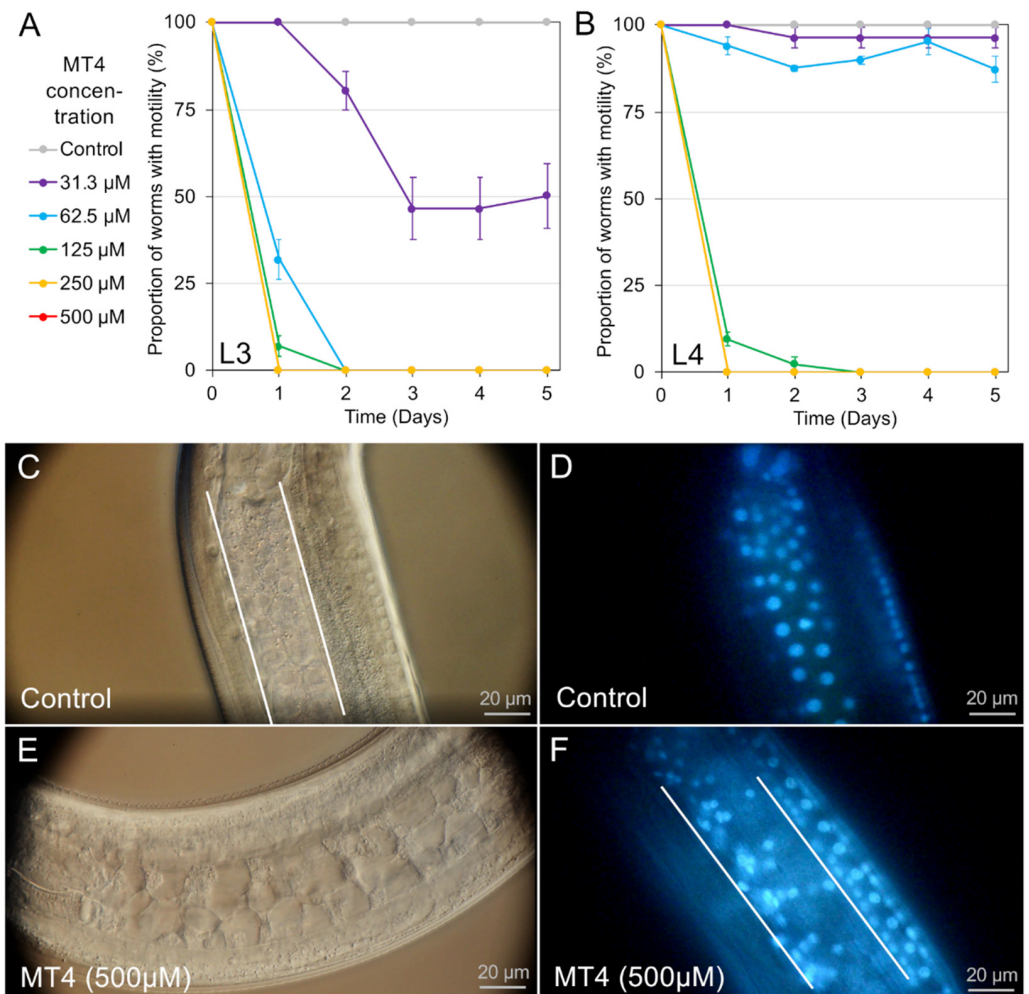 A
MT4
concen-
tration
Control
31.3 µM
62.5 µM
125 µM
250 µM
500 µM
Proportion of worms with motility (%)
100
75
50
25
0
L3
0 1 2 3 4 5
Time (Days)
B
Proportion of worms with motility (%)
100
75
50
25
0
L4
0 1 2 3 4 5
Time (Days)
C
Control
20 µm
D
Control
20 µm
E
MT4 (500µM)
20 µm
F
MT4 (500µM)
20 µm